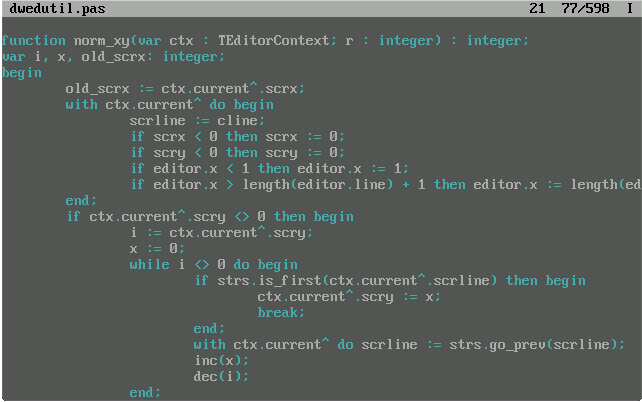 dwedutil.pas 21 77/598 I
function norm_xy(var ctx : TEditorContext; r : integer) : integer;
var i, x, old_scrx: integer;
begin
old_scrx := ctx.current^.scrx;
with ctx.current^ do begin
scrline := cline;
if scrx < 0 then scrx := 0;
if scry < 0 then scry := 0;
if editor.x < 1 then editor.x := 1;
if editor.x > length(editor.line) + 1 then editor.x := length(ed
end;
if ctx.current^.scry <> 0 then begin
i := ctx.current^.scry;
x := 0;
while i <> 0 do begin
if strs.is_first(ctx.current^.scrline) then begin
ctx.current^.scry := x;
break;
end;
with ctx.current^ do scrline := strs.go_prev(scrline);
inc(x);
dec(i);
end;